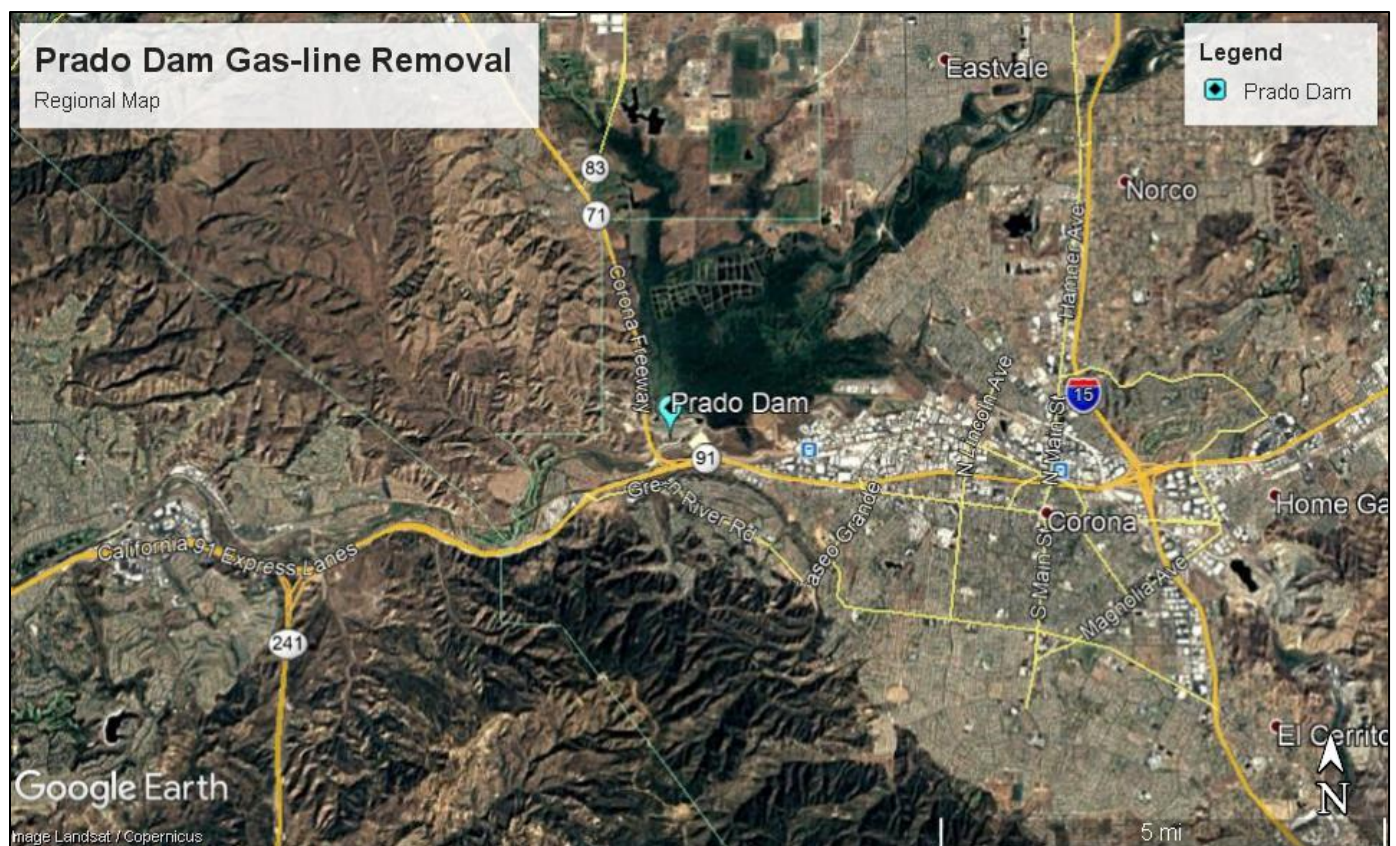 Prado Dam Gas-line Removal
Regional Map
Legend
Prado Dam
Eastvale
83
Norco
71
Hamner Ave
Corona Freeway
N Lincoln Ave
15
Prado Dam
N Main St
91
Green River Rd
aseo Grande
Home Ga
Corona
California 91 Express Lanes
S Main St
Magnolia Ave
241
El Cerrito
Google Earth
N
mage Landsat / Copernicus
5 mi